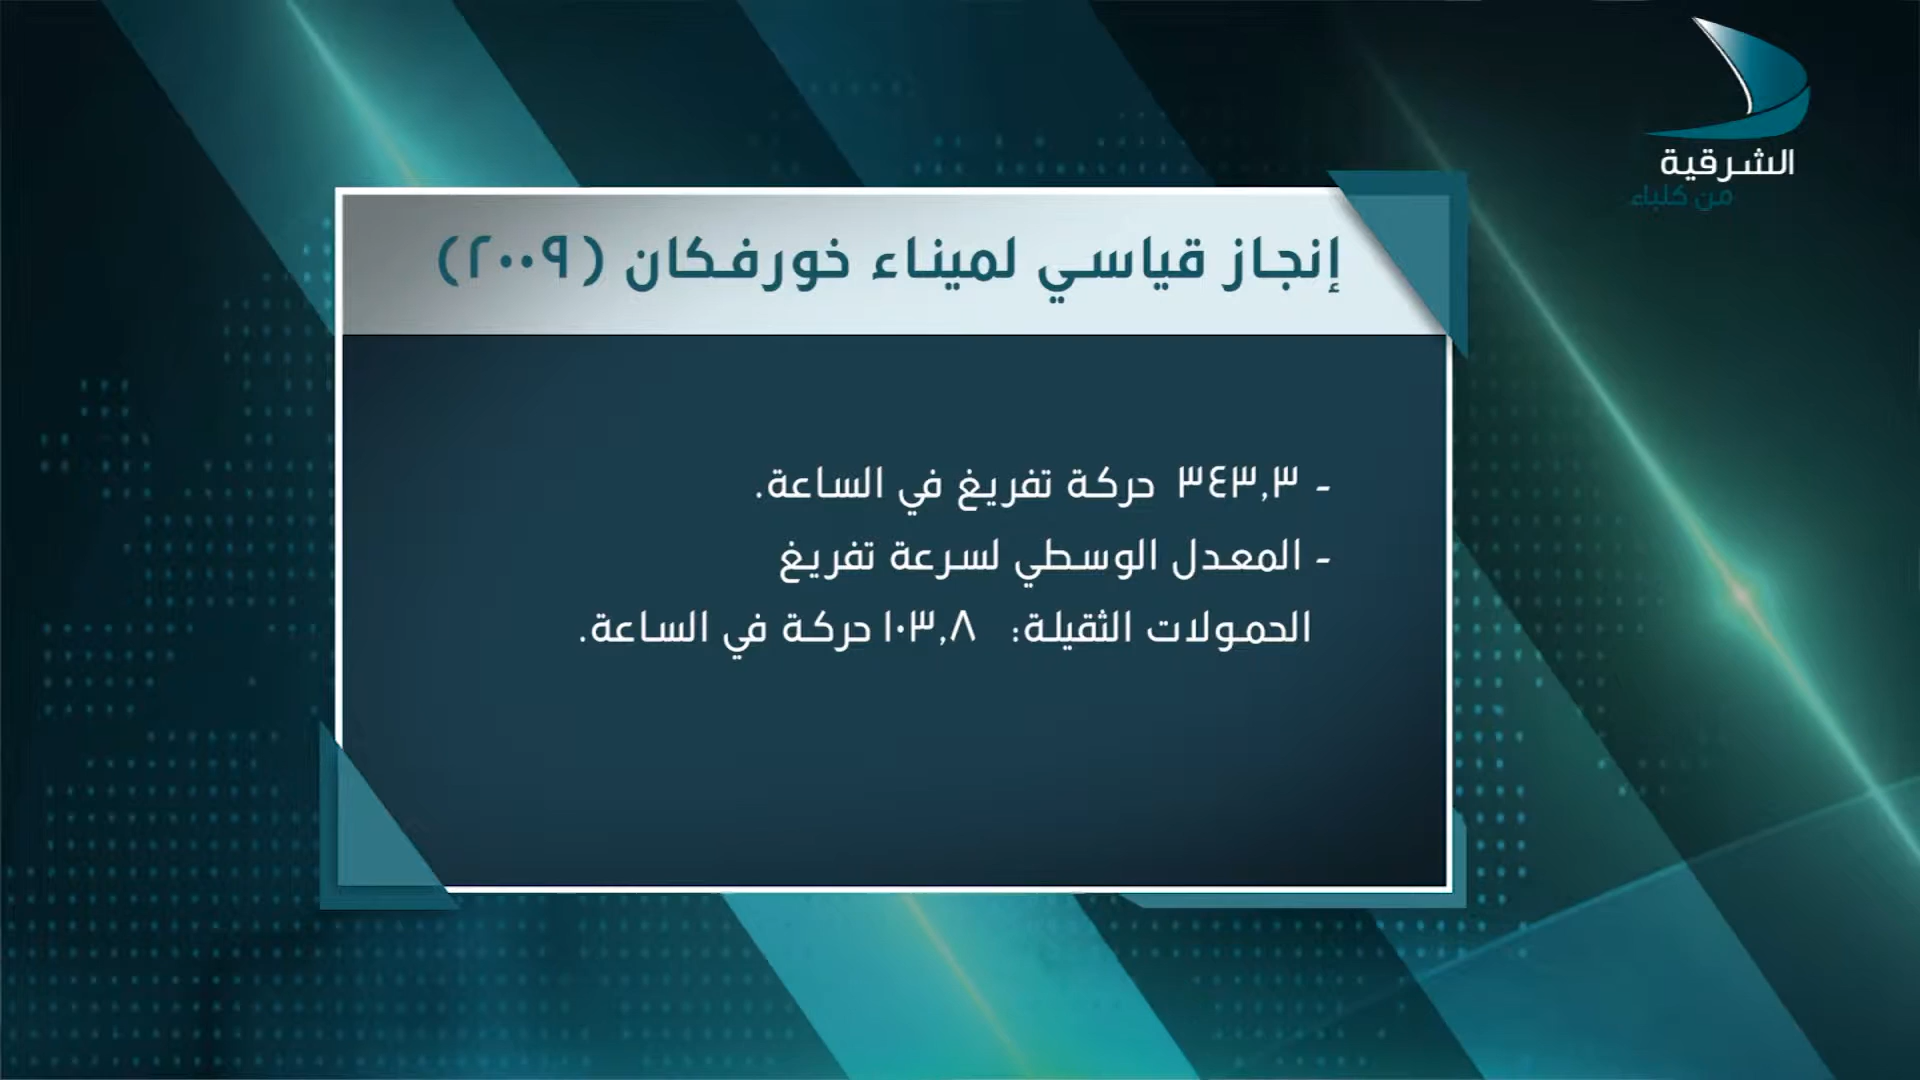 الشرقية
من كلباء
إنجاز قياسي لميناء خورفكان (٢٠٠٩)
- ٣٤٣,٣ حركة تفريغ في الساعة.
- المعدل الوسطي لسرعة تفريغ
الحمولات الثقيلة: ١٠٣,٨ حركة في الساعة.